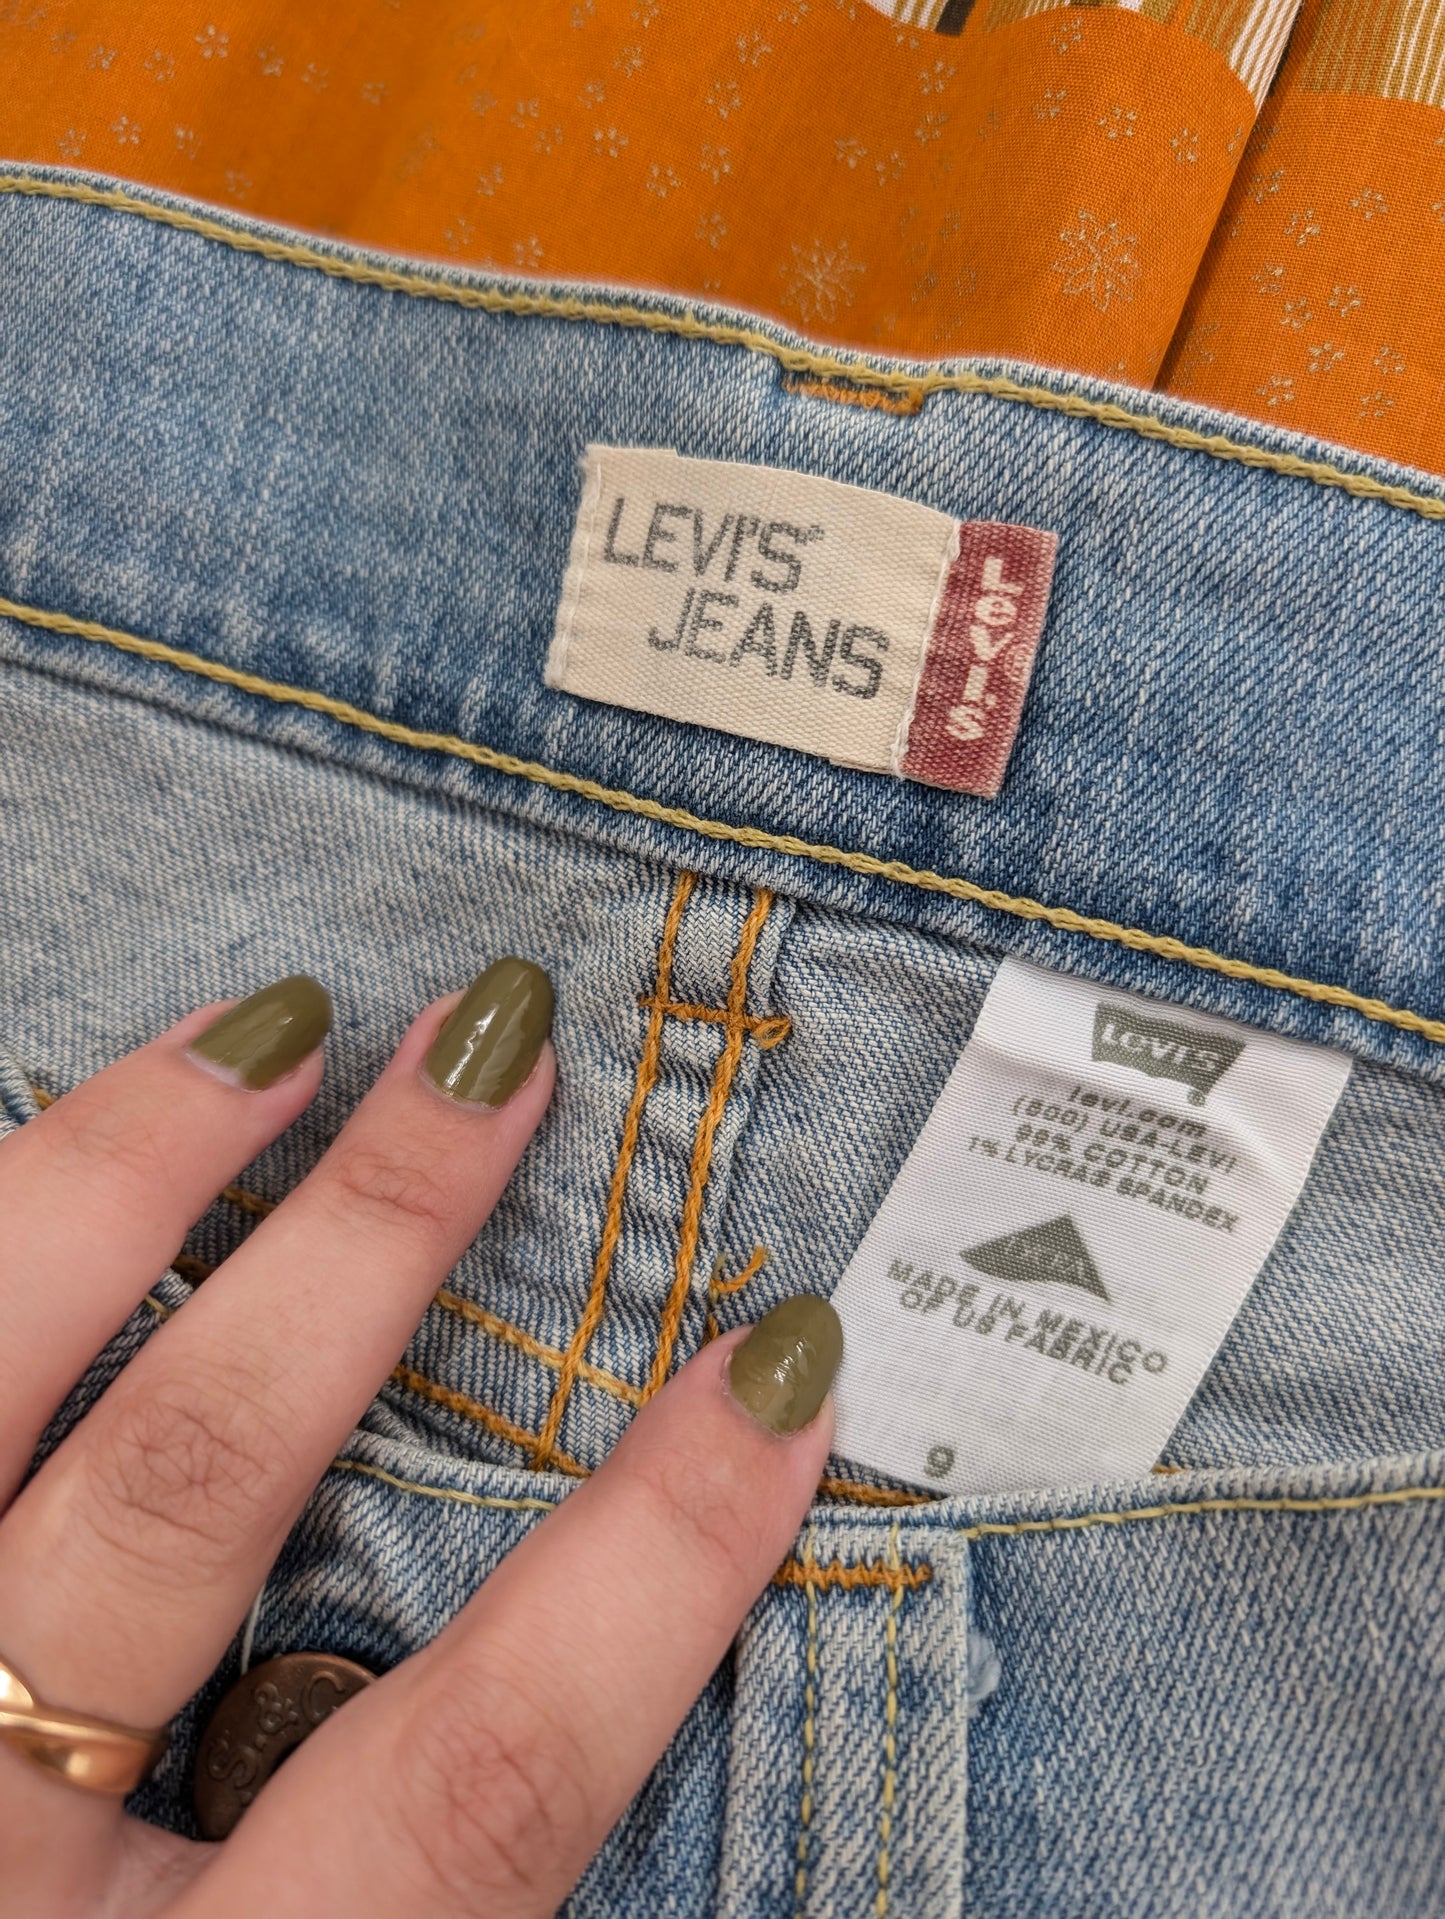 LEVI'S
JEANS
LeVI.S
LEVI'S
levi.com
(800) USA-LEVI
99% COTTON
1% LYCRA® SPANDEX
MADE IN MEXICO
OF US FABRIC
9
S.&C